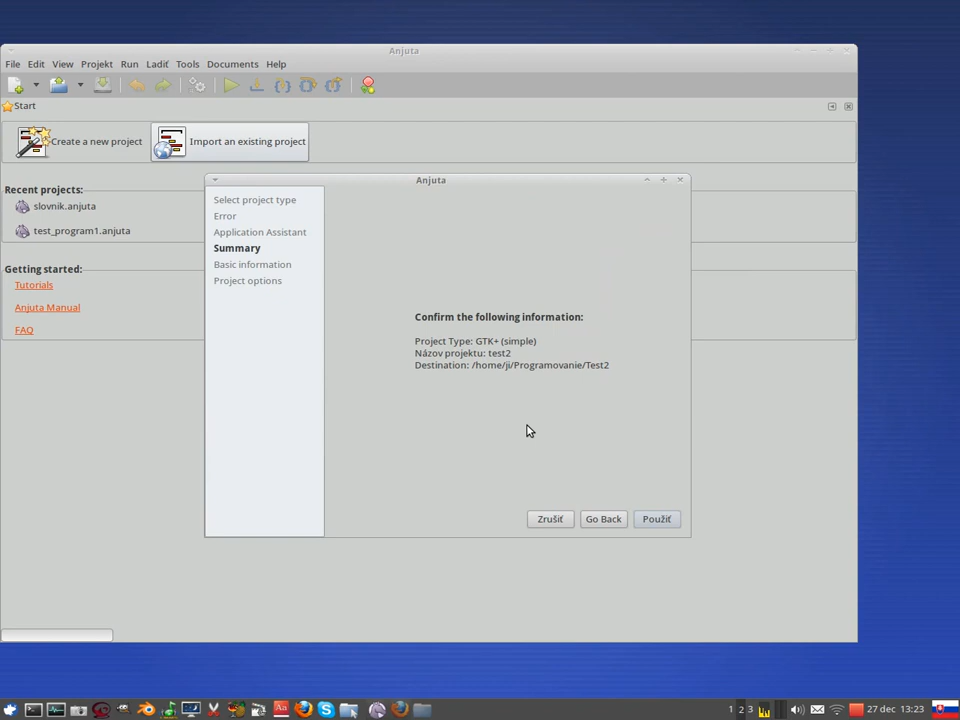 Anjuta
File Edit View Projekt Run Ladiť Tools Documents Help
Start
Create a new project
Import an existing project
Recent projects:
slovnik.anjuta
test_program1.anjuta
Getting started:
Tutorials
Anjuta Manual
FAQ
Anjuta
Select project type
Error
Application Assistant
Summary
Basic information
Project options
Confirm the following information:
Project Type: GTK+ (simple)
Názov projektu: test2
Destination: /home/ji/Programovanie/Test2
Zrušiť Go Back Použiť
Aa
1 2 3
27 dec 13:23